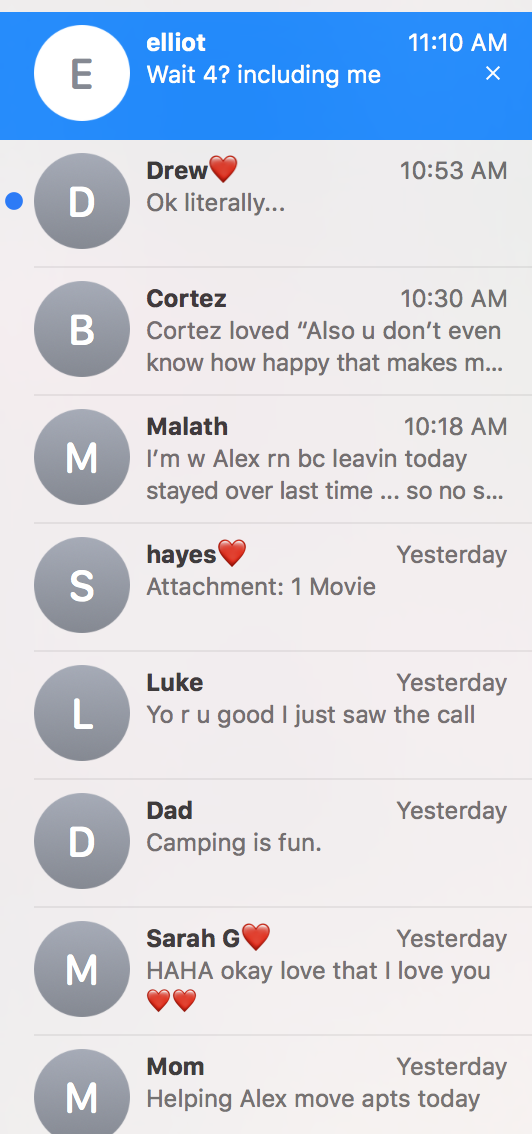 E
elliot 11:10 AM
Wait 4? including me ×
D
Drew❤️ 10:53 AM
Ok literally...
B
Cortez 10:30 AM
Cortez loved “Also u don’t even
know how happy that makes m...
M
Malath 10:18 AM
I’m w Alex rn bc leavin today
stayed over last time ... so no s...
S
hayes❤️ Yesterday
Attachment: 1 Movie
L
Luke Yesterday
Yo r u good I just saw the call
D
Dad Yesterday
Camping is fun.
M
Sarah G❤️ Yesterday
HAHA okay love that I love you
❤️❤️
M
Mom Yesterday
Helping Alex move apts today